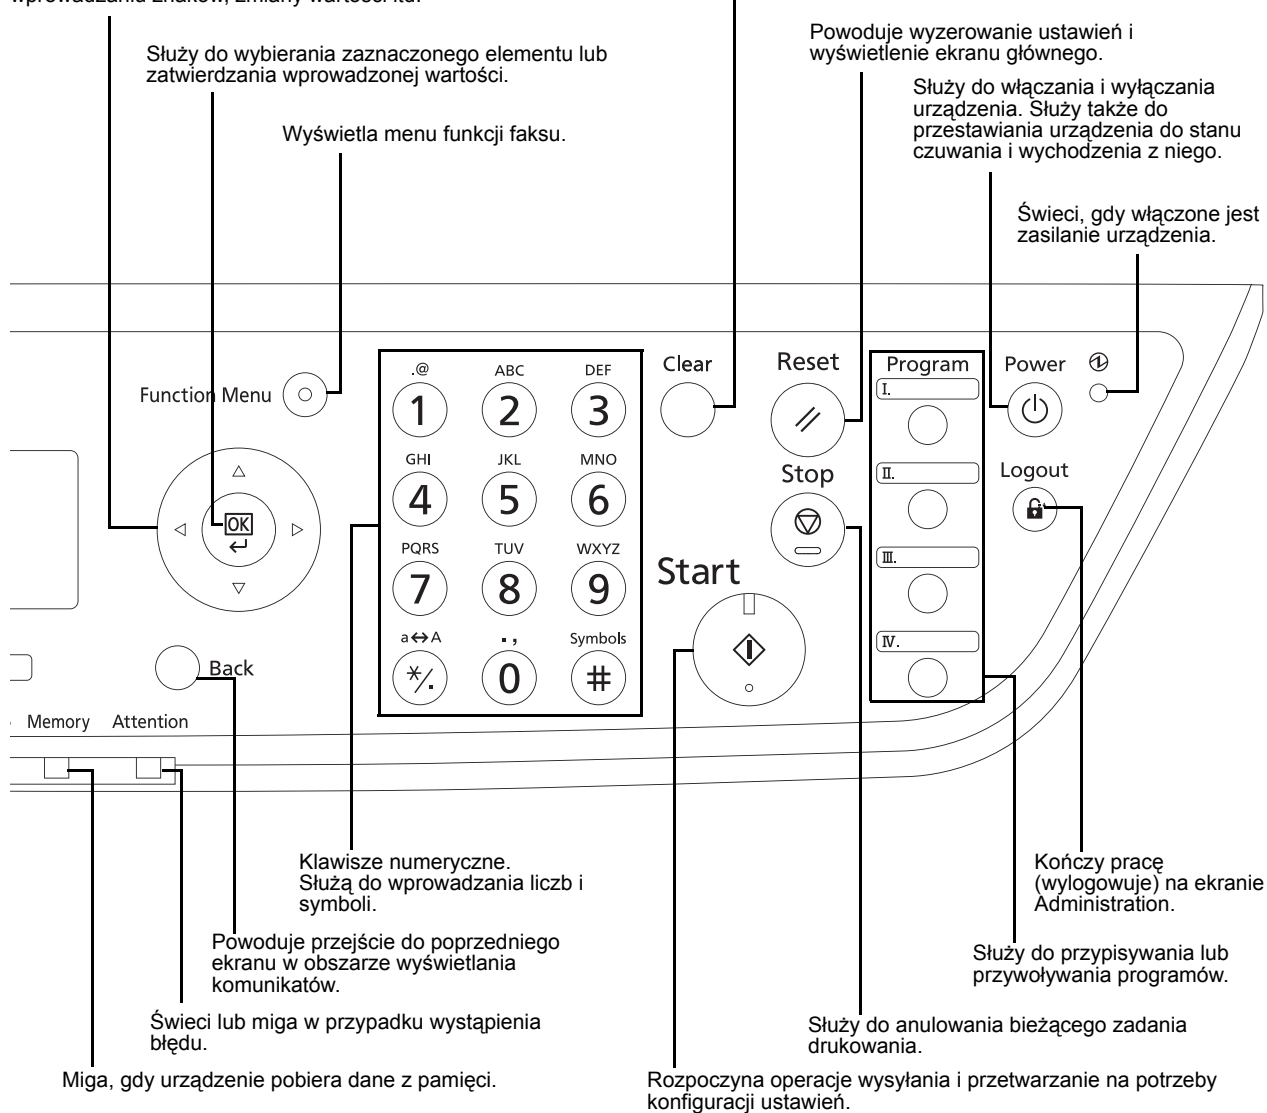 wprowadzaniu znaków, zmiany wartości itd.
Powoduje wyzerowanie ustawień i
wyświetlenie ekranu głównego.
Służy do wybierania zaznaczonego elementu lub
zatwierdzania wprowadzonej wartości.
Służy do włączania i wyłączania
urządzenia. Służy także do
przestawiania urządzenia do stanu
czuwania i wychodzenia z niego.
Wyświetla menu funkcji faksu.
Świeci, gdy włączone jest
zasilanie urządzenia.
Function Menu
.@
1
ABC
2
DEF
3
Clear
Reset
Program
Power
I.
GHI
4
JKL
5
MNO
6
Stop
II.
Logout
OK
PQRS
7
TUV
8
WXYZ
9
Start
III.
Back
a↔A
*/.
.,
0
Symbols
#
IV.
Memory
Attention
Klawisze numeryczne.
Służą do wprowadzania liczb i
symboli.
Kończy pracę
(wylogowuje) na ekranie
Administration.
Powoduje przejście do poprzedniego
ekranu w obszarze wyświetlania
komunikatów.
Służy do przypisywania lub
przywoływania programów.
Świeci lub miga w przypadku wystąpienia
błędu.
Służy do anulowania bieżącego zadania
drukowania.
Miga, gdy urządzenie pobiera dane z pamięci.
Rozpoczyna operacje wysyłania i przetwarzanie na potrzeby
konfiguracji ustawień.